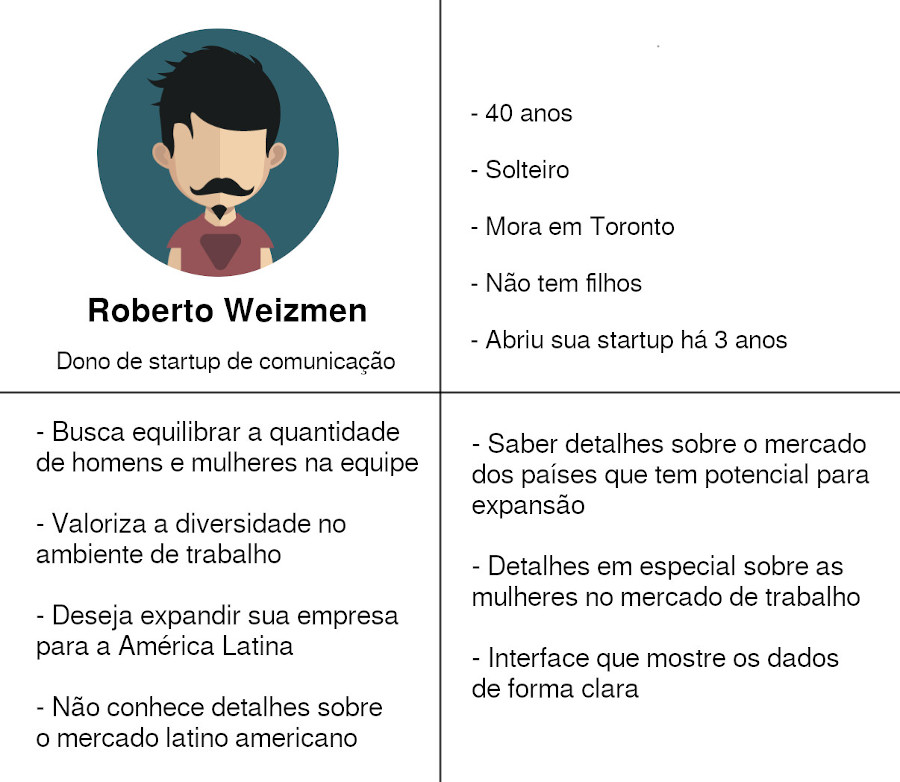 Roberto Weizmen
Dono de startup de comunicação
- 40 anos
- Solteiro
- Mora em Toronto
- Não tem filhos
- Abriu sua startup há 3 anos
- Busca equilibrar a quantidade
de homens e mulheres na equipe
- Valoriza a diversidade no
ambiente de trabalho
- Deseja expandir sua empresa
para a América Latina
- Não conhece detalhes sobre
o mercado latino americano
- Saber detalhes sobre o mercado
dos países que tem potencial para
expansão
- Detalhes em especial sobre as
mulheres no mercado de trabalho
- Interface que mostre os dados
de forma clara